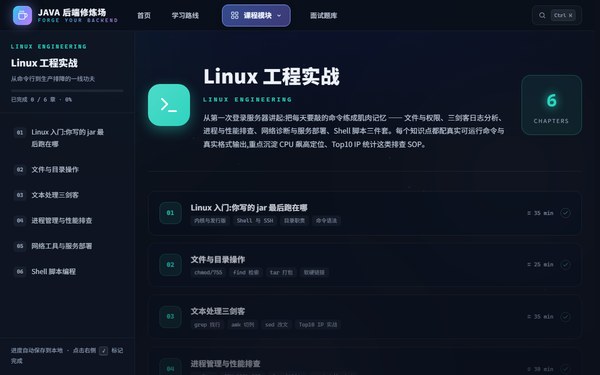 JAVA 后端修炼场
FORGE YOUR BACKEND
首页
学习路线
课程模块
面试题库
Ctrl K
LINUX ENGINEERING
Linux 工程实战
从命令行到生产排障的一线功夫
已完成 0 / 6 章 · 0%
01 Linux 入门:你写的 jar 最后跑在哪
02 文件与目录操作
03 文本处理三剑客
04 进程管理与性能排查
05 网络工具与服务部署
06 Shell 脚本编程
进度自动保存到本地 · 点击右侧 ✓ 标记完成
Linux 工程实战
LINUX ENGINEERING
从第一次登录服务器讲起:把每天要敲的命令练成肌肉记忆 —— 文件与权限、三剑客日志分析、
进程与性能排查、网络诊断与服务部署、Shell 脚本三件套。每个知识点都配真实可运行命令与
真实格式输出,重点沉淀 CPU 飙高定位、Top10 IP 统计这类排查 SOP。
6
CHAPTERS
01
Linux 入门:你写的 jar 最后跑在哪
内核与发行版 Shell 与 SSH 目录职责 命令语法
35 min
02
文件与目录操作
chmod/755 find 检索 tar 打包 软硬链接
25 min
03
文本处理三剑客
grep 过滤 awk 切列 sed 改文 Top10 IP 实战
35 min
04
进程管理与性能排查